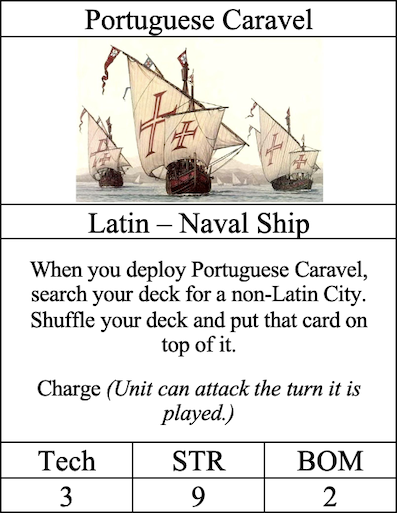 Portuguese Caravel
Latin – Naval Ship
When you deploy Portuguese Caravel,
search your deck for a non-Latin City.
Shuffle your deck and put that card on
top of it.
Charge (Unit can attack the turn it is
played.)
Tech STR BOM
3 9 2